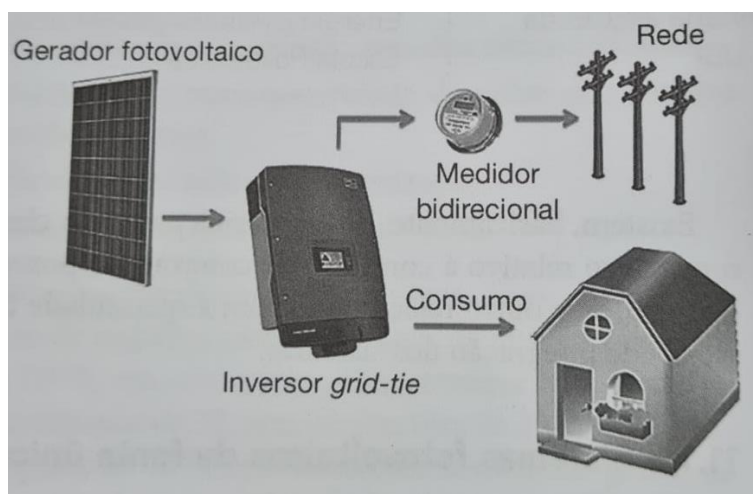 Gerador fotovoltaico
Rede
Medidor
bidirecional
Consumo
Inversor grid-tie